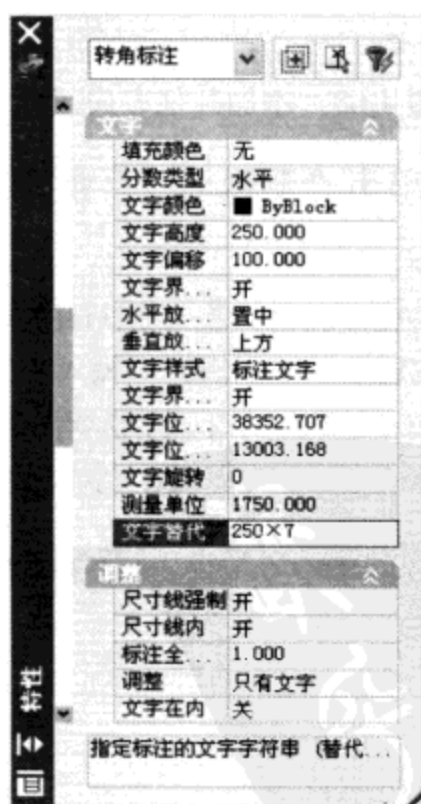 转角标注
文字
填充颜色 无
分数类型 水平
文字颜色 ByBlock
文字高度 250.000
文字偏移 100.000
文字界... 开
水平放... 置中
垂直放... 上方
文字样式 标注文字
文字界... 开
文字位... 38352.707
文字位... 13003.168
文字旋转 0
测量单位 1750.000
文字替代 250×7
调整
尺寸线强制 开
尺寸线内 开
标注全... 1.000
调整 只有文字
文字在内 关
特性
指定标注的文字字符串 (替代...